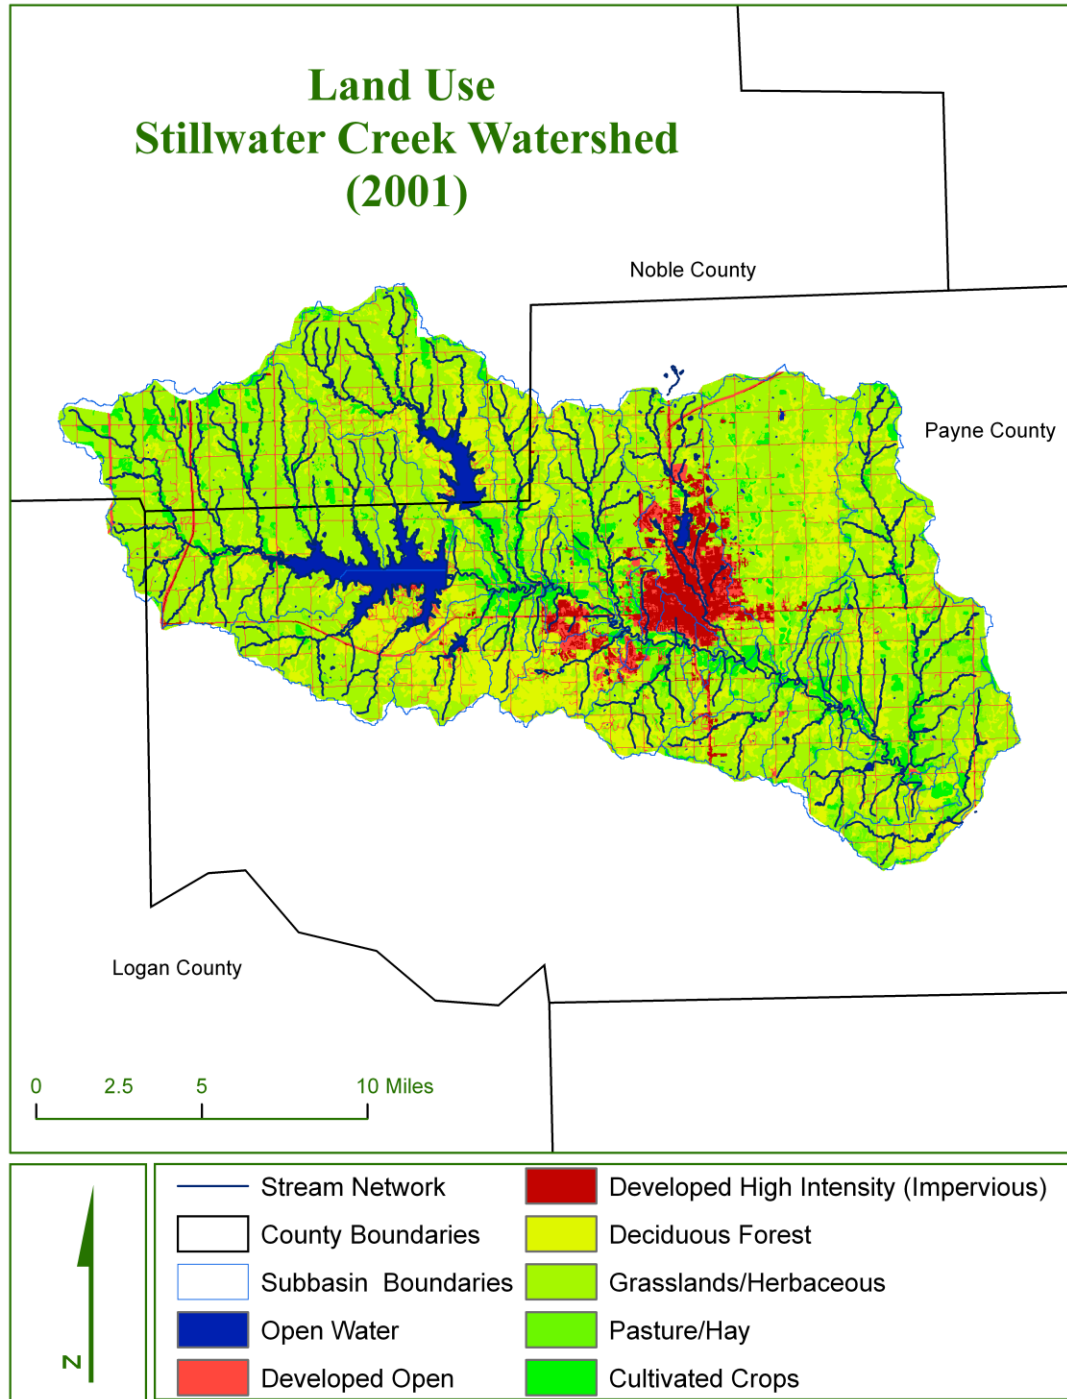 Land Use
Stillwater Creek Watershed
(2001)
Noble County
Payne County
Logan County
0 2.5 5 10 Miles
N
Stream Network
County Boundaries
Subbasin Boundaries
Open Water
Developed Open
Developed High Intensity (Impervious)
Deciduous Forest
Grasslands/Herbaceous
Pasture/Hay
Cultivated Crops